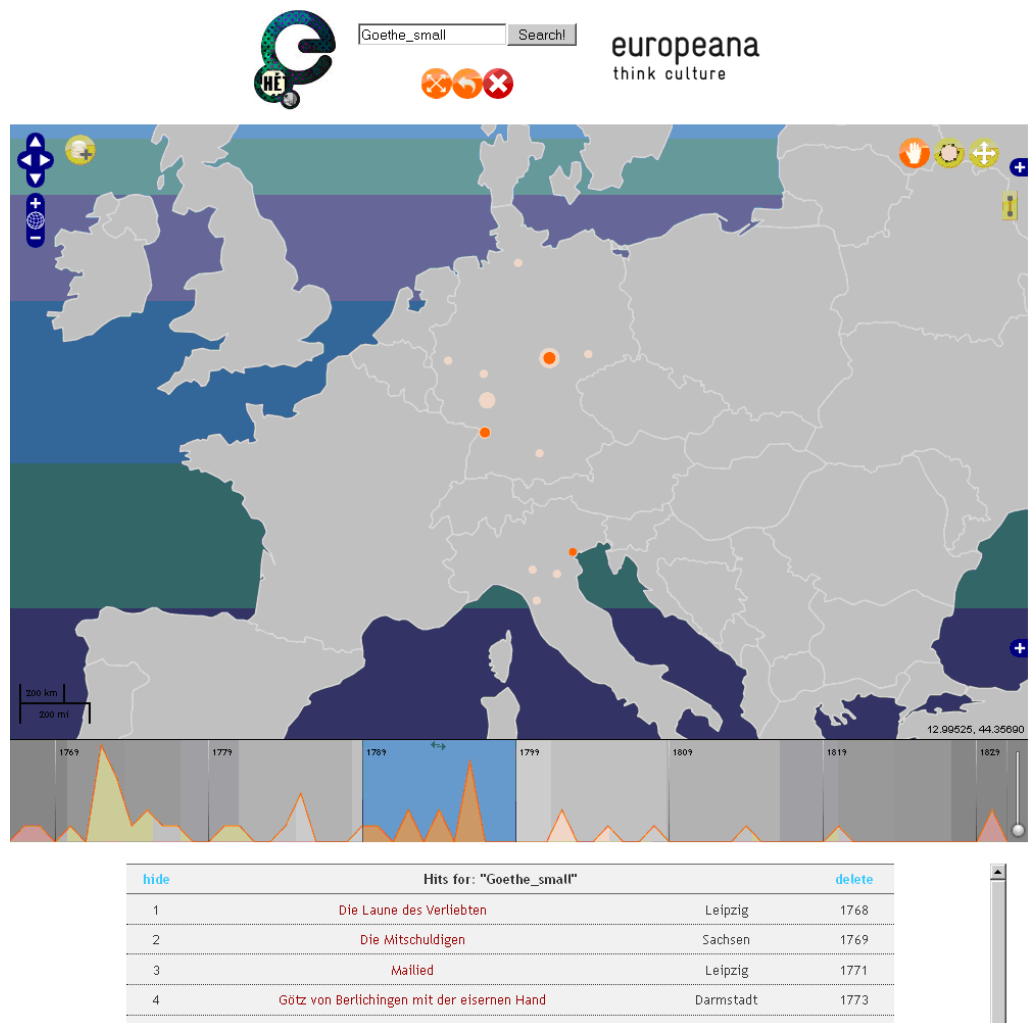 Goethe_small Search!
europeana
think culture
HÉT
200 km
200 mi
12.99525, 44.35690
1769 1779 1789 1799 1809 1819 1829
hide Hits for: "Goethe_small" delete
1 Die Laune des Verliebten Leipzig 1768
2 Die Mitschuldigen Sachsen 1769
3 Mailied Leipzig 1771
4 Götz von Berlichingen mit der eisernen Hand Darmstadt 1773